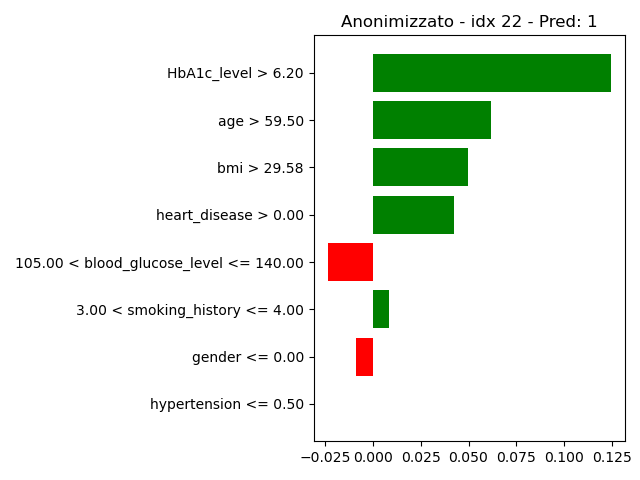 Anonimizzato - idx 22 - Pred: 1
HbA1c_level > 6.20
age > 59.50
bmi > 29.58
heart_disease > 0.00
105.00 < blood_glucose_level <= 140.00
3.00 < smoking_history <= 4.00
gender <= 0.00
hypertension <= 0.50
−0.025 0.000 0.025 0.050 0.075 0.100 0.125